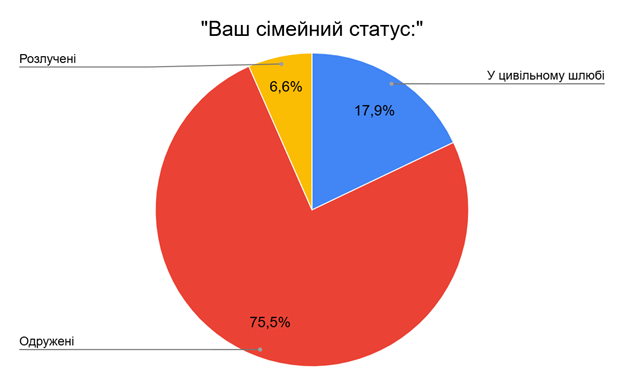 "Ваш сімейний статус:"
Розлучені
У цивільному шлюбі
6,6%
17,9%
75,5%
Одружені